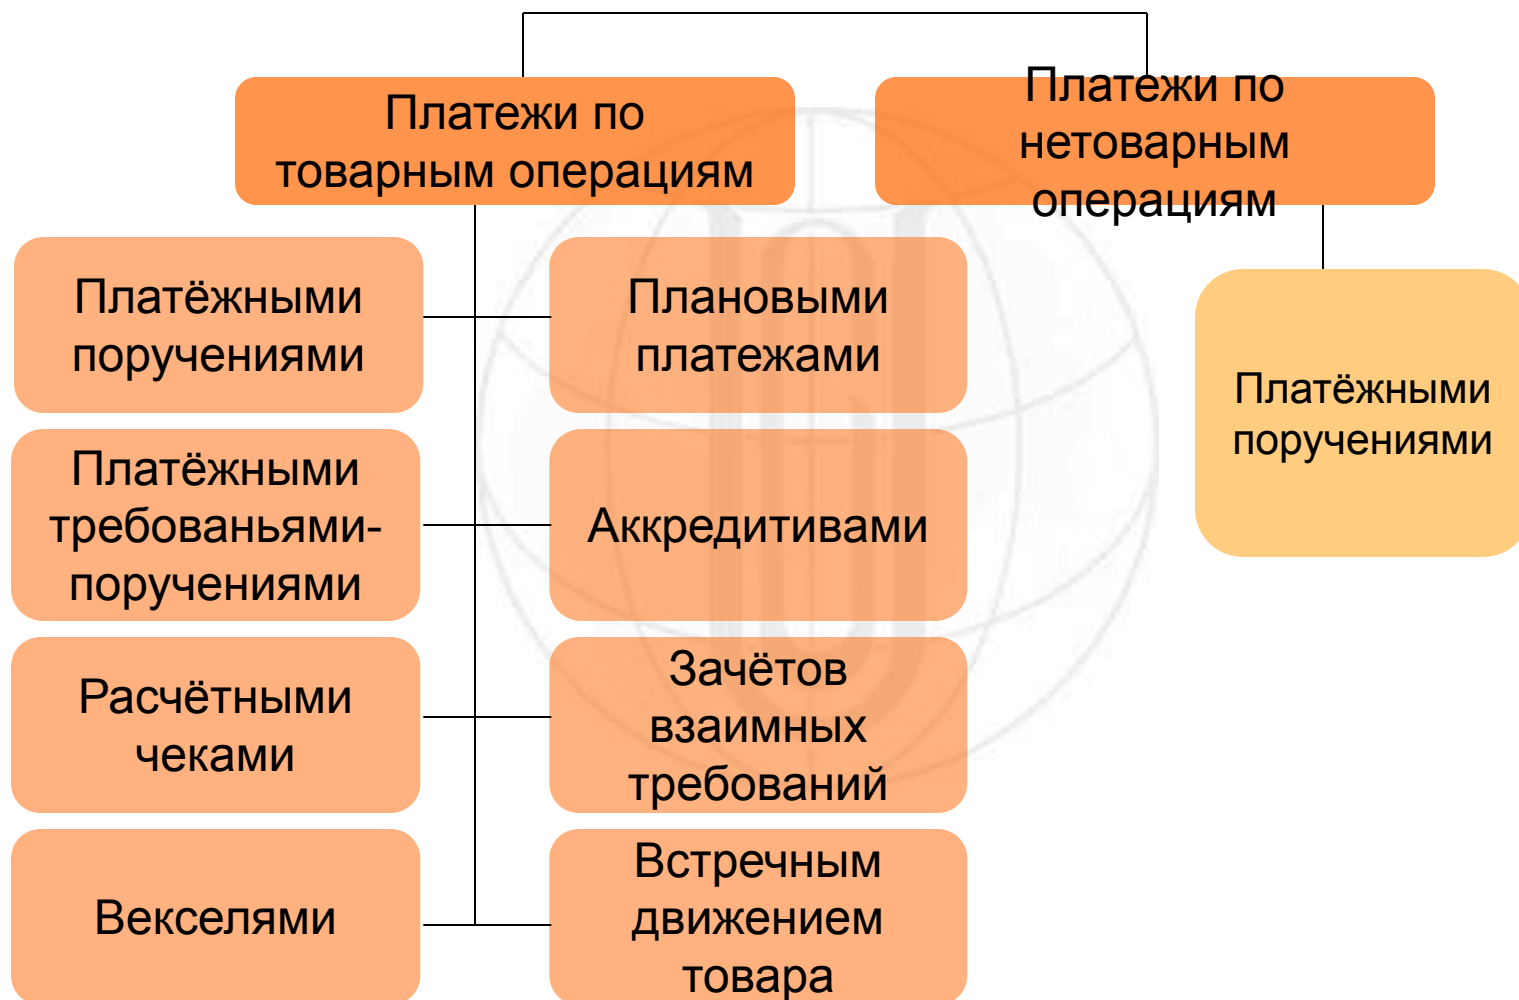 Платежи по
товарным операциям
Платежи по
нетоварным
операциям
Платёжными
поручениями
Плановыми
платежами
Платёжными
поручениями
Платёжными
требованьями-
поручениями
Аккредитивами
Расчётными
чеками
Зачётов
взаимных
требований
Векселями
Встречным
движением
товара